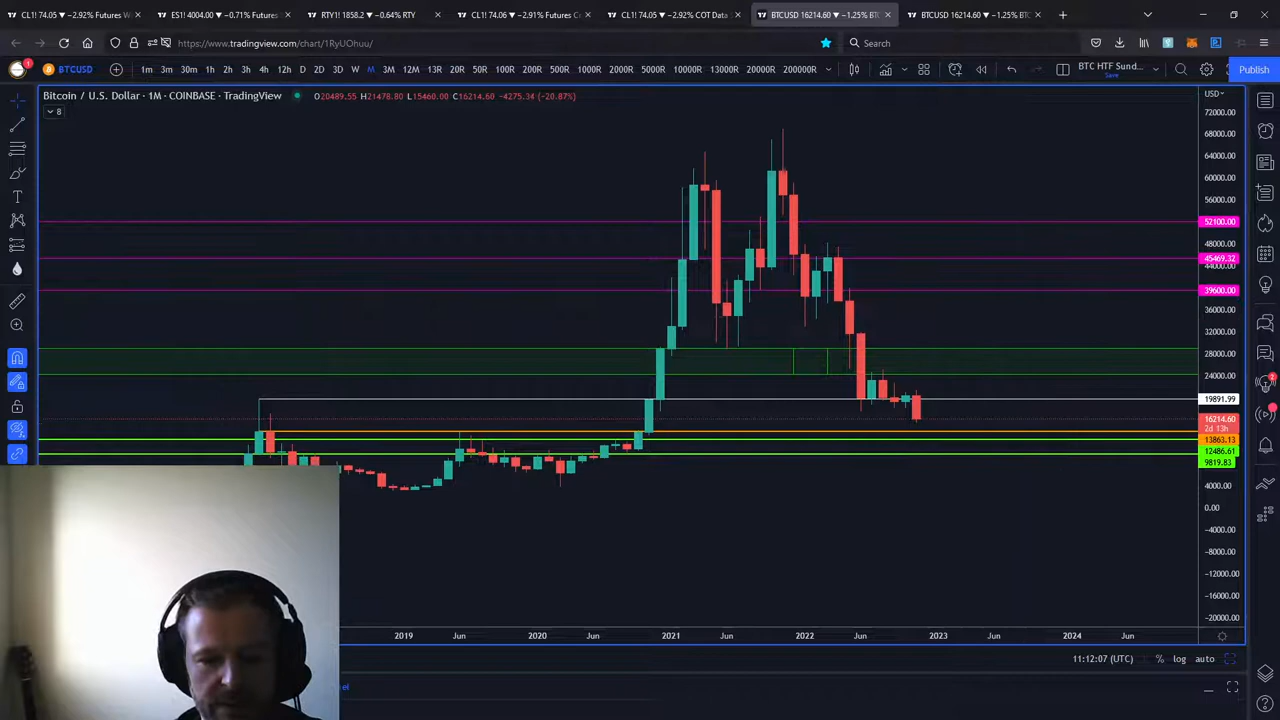 CL1! 74.05 ▼ −2.92% Futures W
ES1! 4004.00 ▼ −0.71% Futures
RTY1! 1858.2 ▼ −0.64% RTY
CL1! 74.06 ▼ −2.91% Futures C
CL1! 74.05 ▼ −2.92% COT Data
BTCUSD 16214.60 ▼ −1.25% BT
BTCUSD 16214.60 ▼ −1.25% BT
https://www.tradingview.com/chart/1RyUOhuu/
Search
BTCUSD
1m 3m 30m 1h 2h 3h 4h 12h D 2D 3D W M 3M 12M 13R 25R 50R 100R 200R 500R 1000R 2000R 5000R 10000R 13000R 20000R 200000R
BTC HTF Sund...
Save
Publish
Bitcoin / U.S. Dollar · 1M · COINBASE · TradingView
O20489.55 H21478.80 L15460.00 C16214.60 −4275.34 (−20.87%)
8
USD
72000.00
68000.00
64000.00
60000.00
56000.00
52100.00
48000.00
45469.32
44000.00
39600.00
36000.00
32000.00
28000.00
24000.00
19891.99
16214.60
2d 13h
13863.13
12486.61
9819.83
4000.00
0.00
−4000.00
−8000.00
−12000.00
−16000.00
−20000.00
2019 Jun 2020 Jun 2021 Jun 2022 Jun 2023 Jun 2024 Jun
11:12:07 (UTC) % log auto